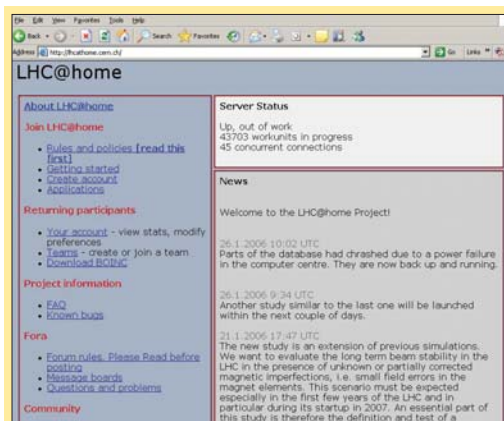 File Edit View Favorites Tools Help
Back Search Favorites
Address http://lhcathome.cern.ch/ Go Links
LHC@home
About LHC@home
Join LHC@home
Rules and policies [read this
first]
Getting started
Create account
Applications
Returning participants
Your account - view stats, modify
preferences
Teams - create or join a team
Download BOINC
Project information
FAQ
Known bugs
Fora
Forum rules. Please Read before
posting
Message boards
Questions and problems
Community
Server Status
Up, out of work
43703 workunits in progress
45 concurrent connections
News
Welcome to the LHC@home Project!
26.1.2006 10:02 UTC
Parts of the database had chrashed due to a power failure
in the computer centre. They are now back up and running.
26.1.2006 9:34 UTC
Another study similar to the last one will be launched
within the next couple of days.
21.1.2006 17:47 UTC
The new study is an extension of previous simulations.
We want to evaluate the long term beam stability in the
LHC in the presence of unknown or partially corrected
magnetic imperfections, i.e. small field errors in the
magnet elements. This scenario must be expected
especially in the first few years of the LHC and in
particular during its startup in 2007. An essential part of
this study is therefore the definition and test of a